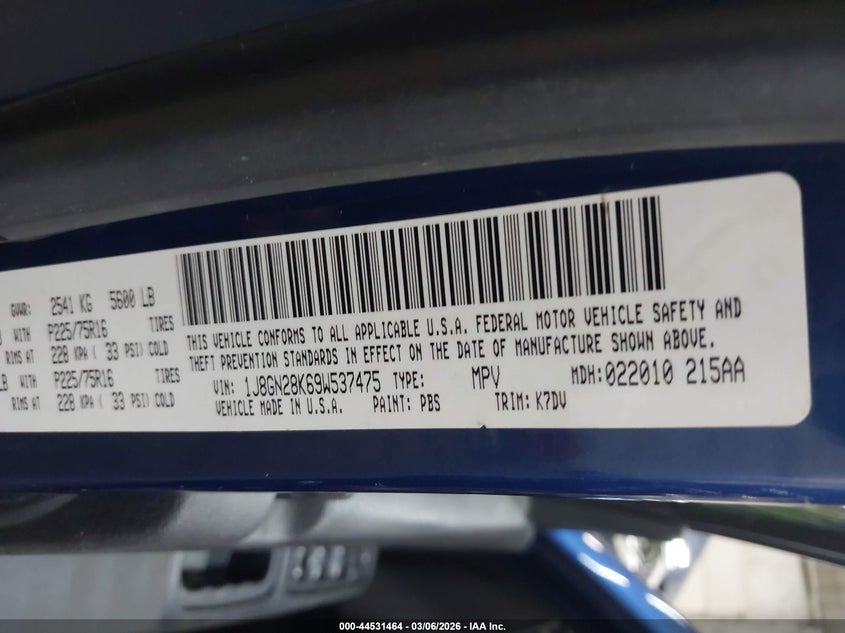 GVWR: 2541 KG 5600 LB
WITH P225/75R16 TIRES
RIMS AT 228 KPA ( 33 PSI) COLD
LB WITH P225/75R16 TIRES
RIMS AT 228 KPA ( 33 PSI) COLD
THIS VEHICLE CONFORMS TO ALL APPLICABLE U.S.A. FEDERAL MOTOR VEHICLE SAFETY AND
THEFT PREVENTION STANDARDS IN EFFECT ON THE DATE OF MANUFACTURE SHOWN ABOVE.
VIN: 1J8GN28K69W537475 TYPE: MPV MDH:022010 215AA
VEHICLE MADE IN U.S.A. PAINT: PBS TRIM: K7DV
000-44531464 - 03/06/2026 - IAA Inc.